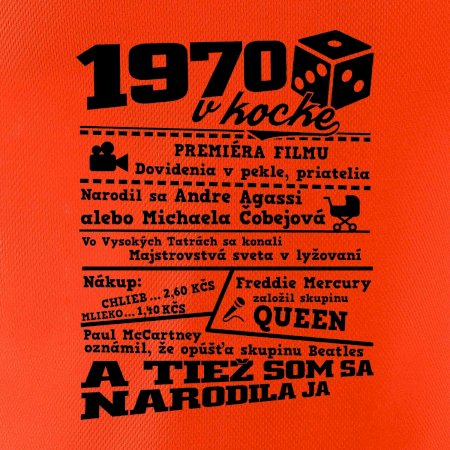 1970
v kocke
PREMIÉRA FILMU
Dovidenia v pekle, priatelia
Narodil sa Andre Agassi
alebo Michaela Čobejová
Vo Vysokých Tatrách sa konali
Majstrovstvá sveta v lyžovaní
Nákup:
CHLIEB... 2,60 KČS
MLIEKO... 1,40 KČS
Freddie Mercury
založil skupinu
QUEEN
Paul McCartney
oznámil, že opúšťa skupinu Beatles
A TIEŽ SOM SA
NARODILA JA